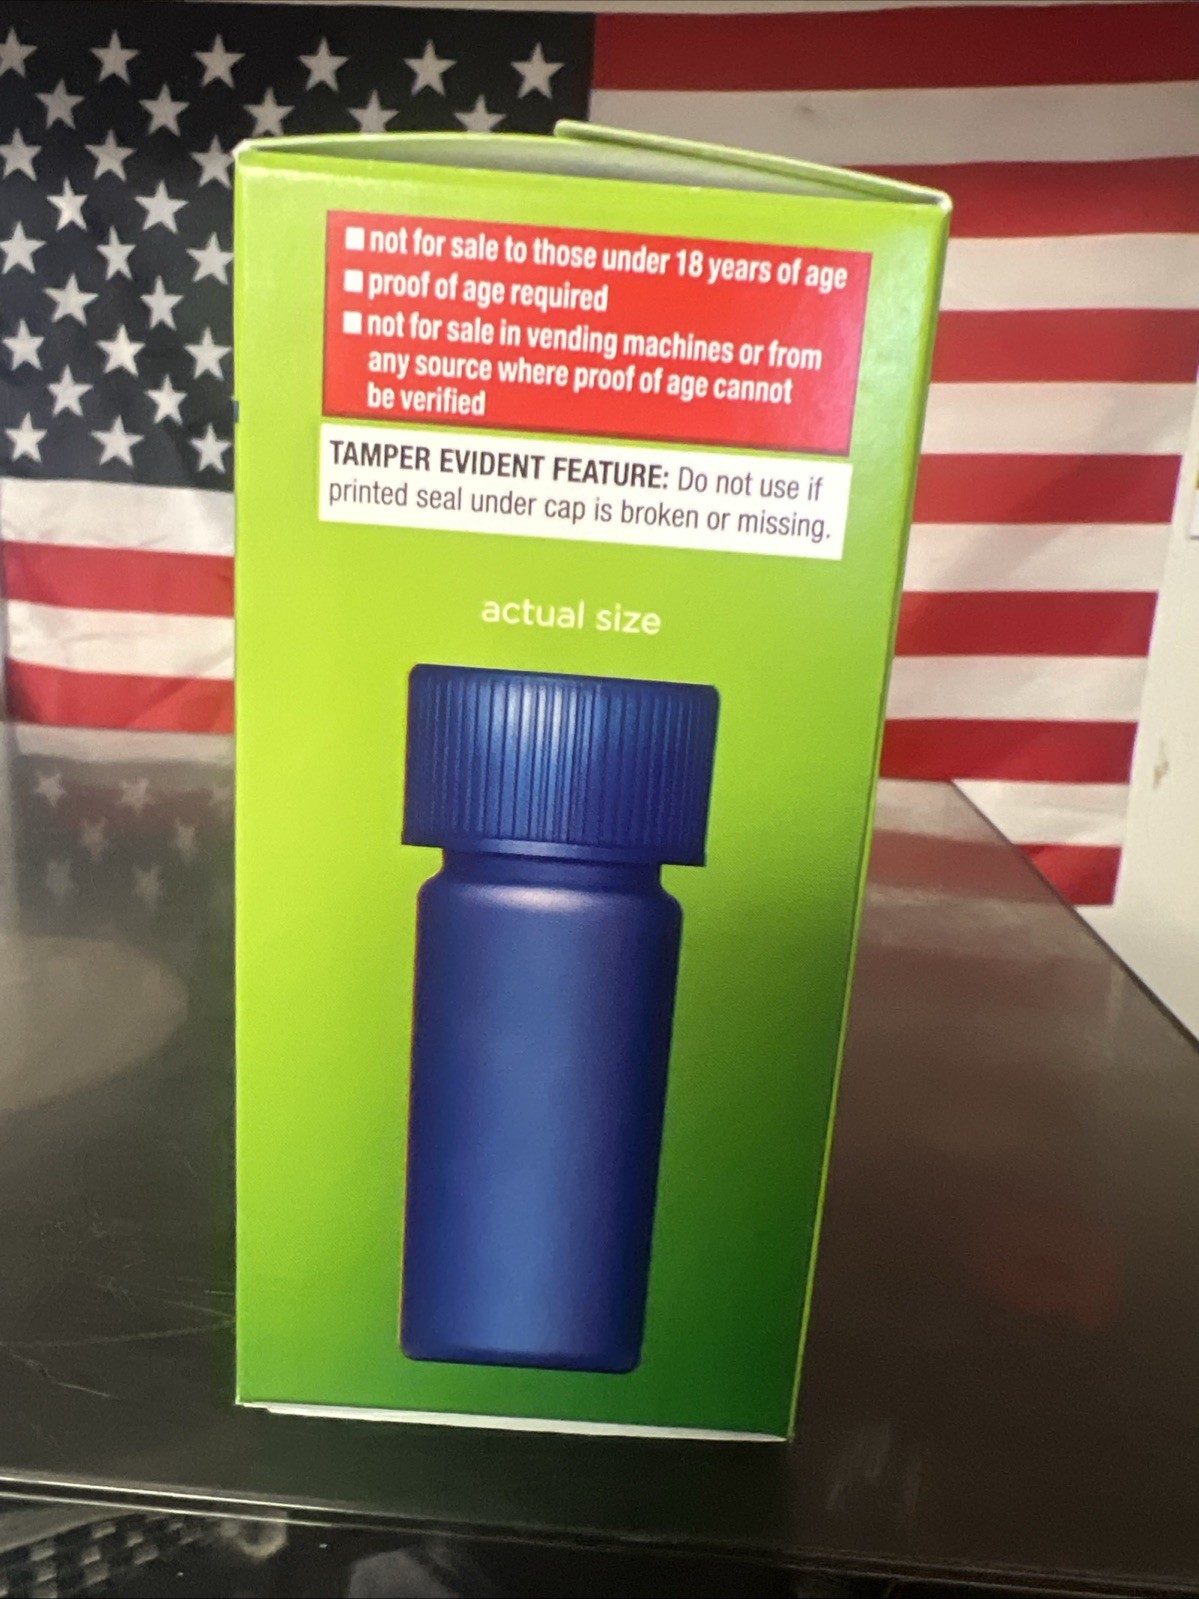 ■ not for sale to those under 18 years of age
■ proof of age required
■ not for sale in vending machines or from
any source where proof of age cannot
be verified
TAMPER EVIDENT FEATURE: Do not use if
printed seal under cap is broken or missing.
actual size